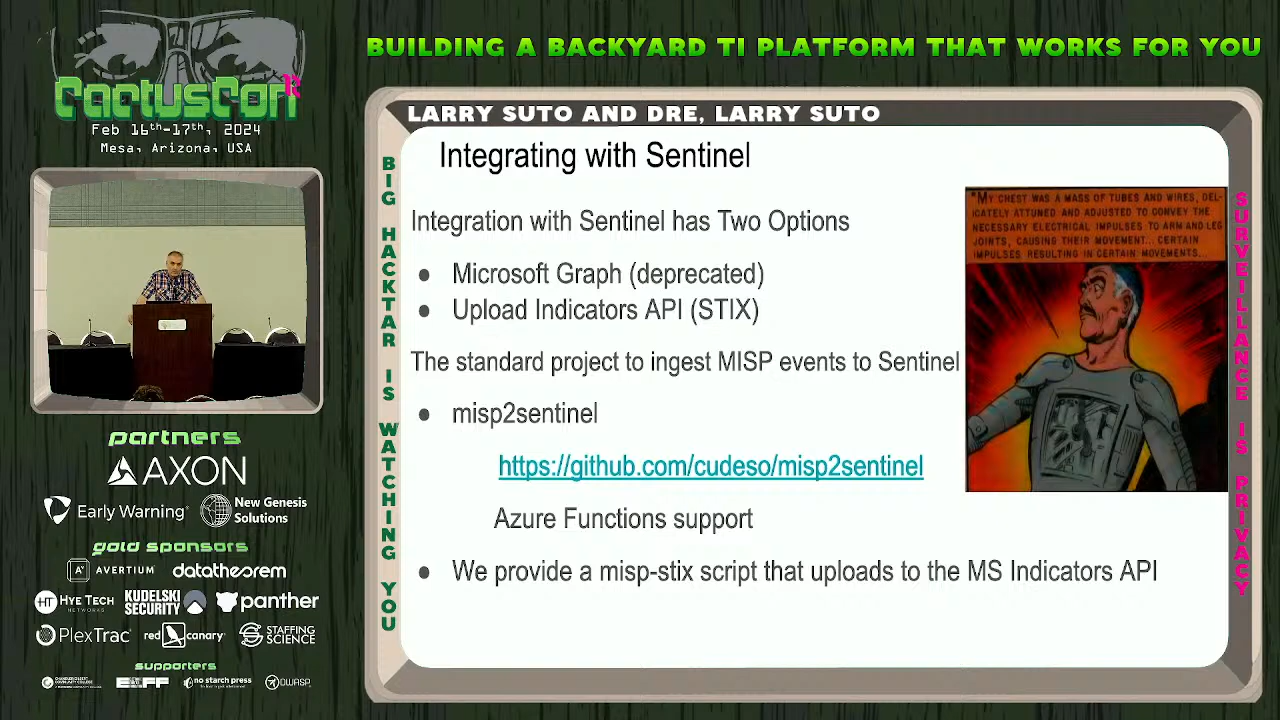 BUILDING A BACKYARD TI PLATFORM THAT WORKS FOR YOU
CactusCon
Feb 16th-17th, 2024
Mesa, Arizona, USA
LARRY SUTO AND DRE, LARRY SUTO
BIG HACKTAR IS WATCHING YOU
Integrating with Sentinel
Integration with Sentinel has Two Options
● Microsoft Graph (deprecated)
● Upload Indicators API (STIX)
The standard project to ingest MISP events to Sentinel
● misp2sentinel
https://github.com/cudeso/misp2sentinel
Azure Functions support
● We provide a misp-stix script that uploads to the MS Indicators API
"MY CHEST WAS A MASS OF TUBES AND WIRES, DEL-
ICATELY ATTUNED AND ADJUSTED TO CONVEY THE
NECESSARY ELECTRICAL IMPULSES TO ARM AND LEG
JOINTS, CAUSING THEIR MOVEMENT... CERTAIN
IMPULSES RESULTING IN CERTAIN MOVEMENTS...
SURVEILLANCE IS PRIVACY
partners
AXON
Early Warning
New Genesis
Solutions
gold sponsors
AVERTIUM
datatheorem
HT HYE TECH
NETWORKS
KUDELSKI
SECURITY
panther
PlexTrac
red canary
STAFFING
SCIENCE
supporters
EFF
no starch press
OWASP